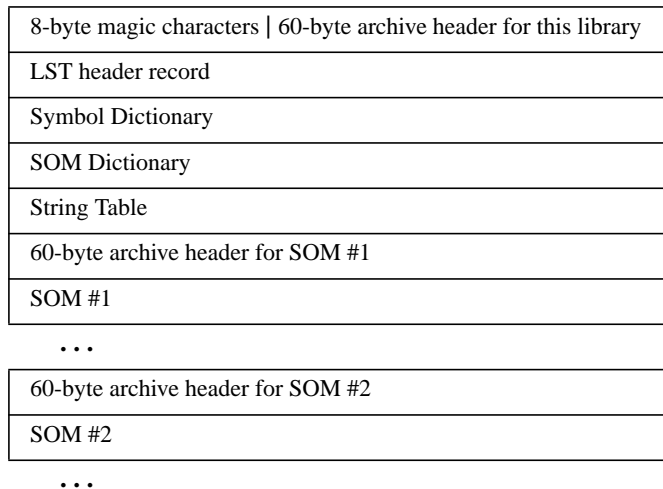 8-byte magic characters | 60-byte archive header for this library
LST header record
Symbol Dictionary
SOM Dictionary
String Table
60-byte archive header for SOM #1
SOM #1
...
60-byte archive header for SOM #2
SOM #2
...